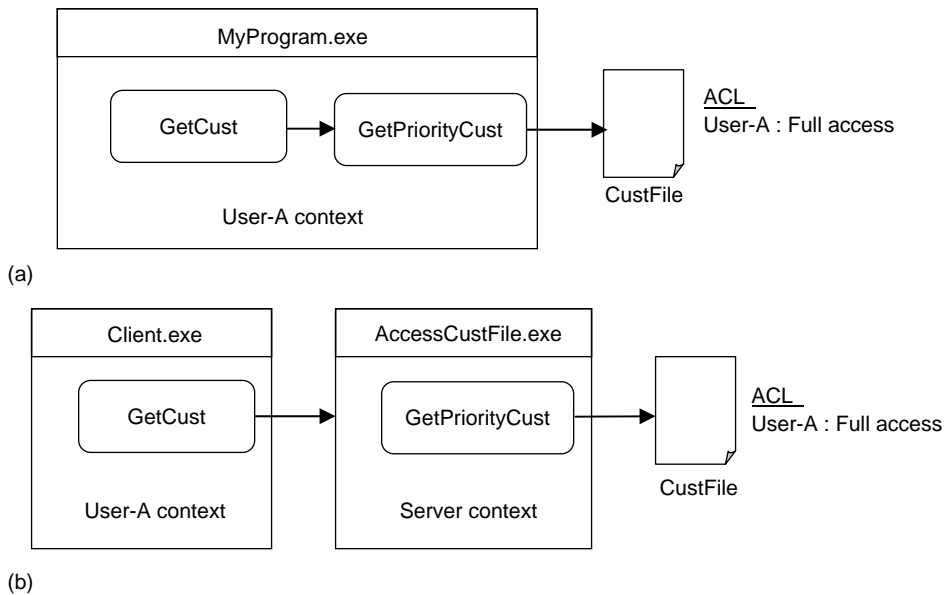 MyProgram.exe
GetCust
GetPriorityCust
ACL
User-A : Full access
CustFile
User-A context
(a)
Client.exe
AccessCustFile.exe
GetCust
GetPriorityCust
ACL
User-A : Full access
CustFile
User-A context
Server context
(b)